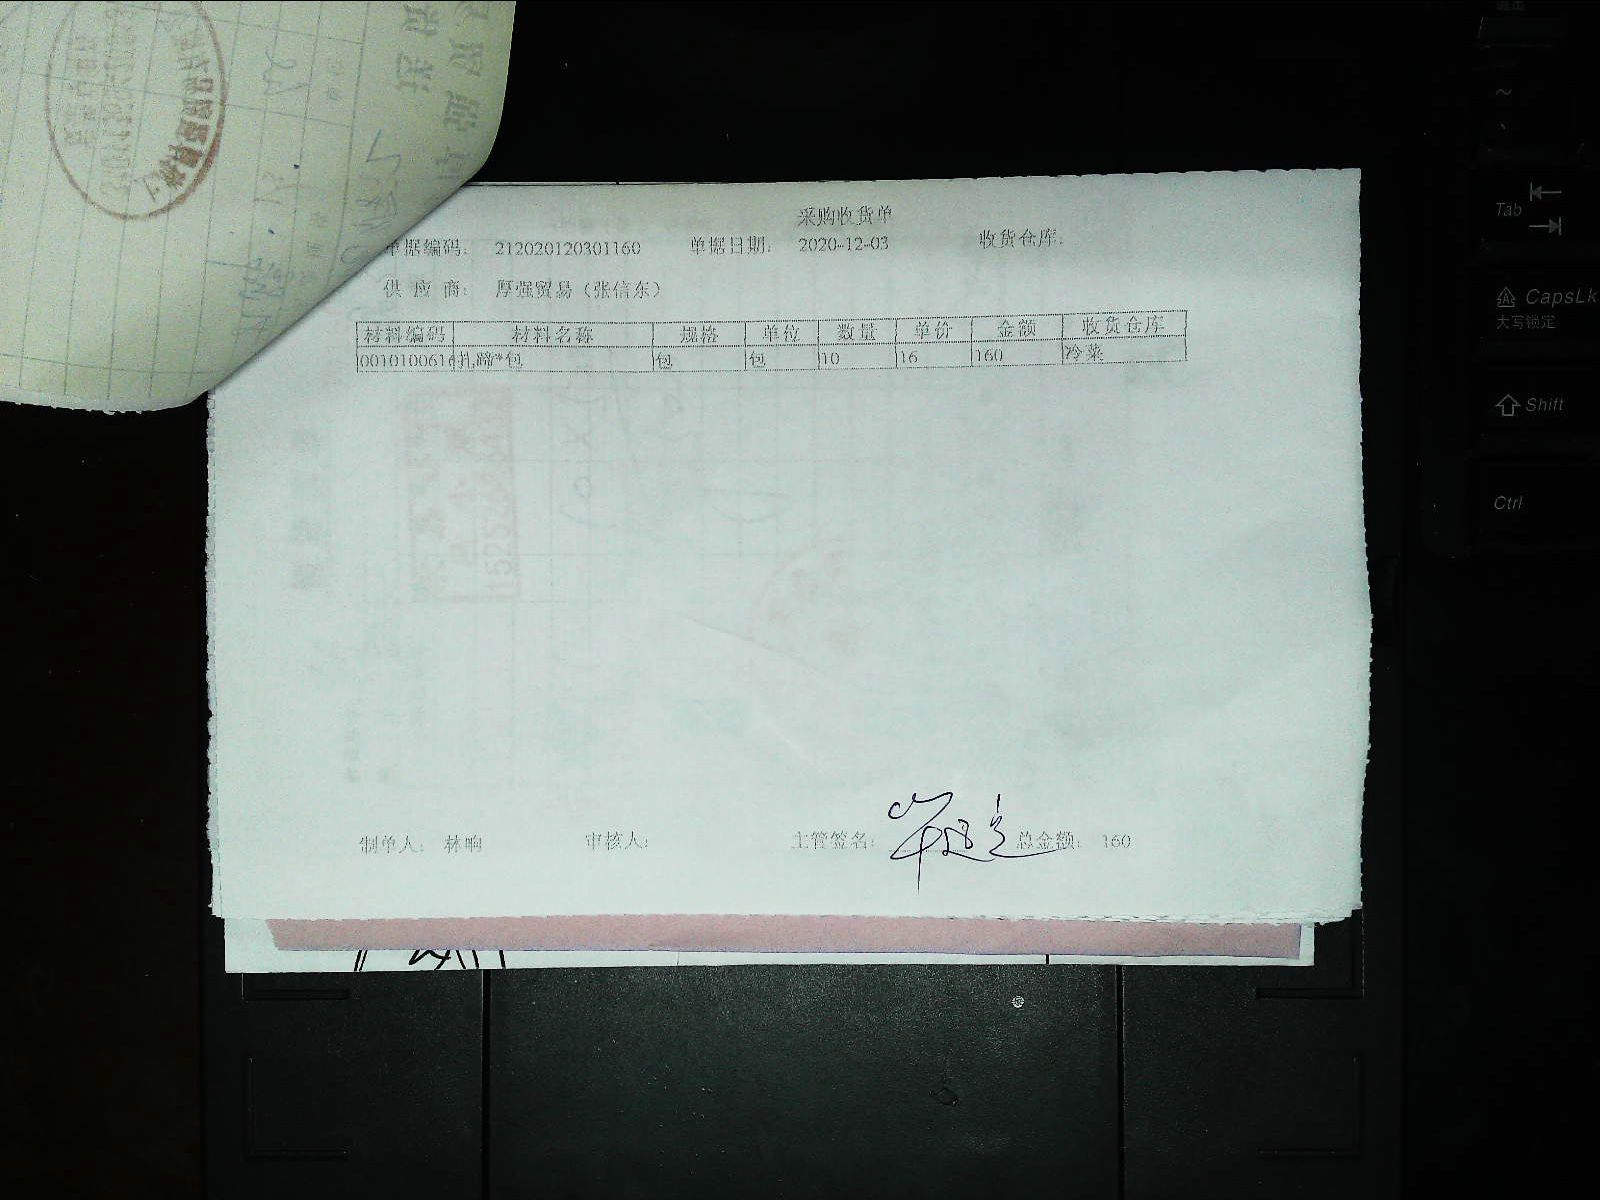 采购收货单
单据编码： 212020120301160 单据日期： 2020-12-03 收货仓库：
供 应 商： 厚强贸易（张信东）
材料编码 材料名称 规格 单位 数量 单价 金额 收货仓库
0010100616 扎蹄*包 包 包 10 16 160 冷菜
制单人： 林响 审核人： 主管签名： 总金额： 160
Tab
CapsLk
大写锁定
Shift
Ctrl